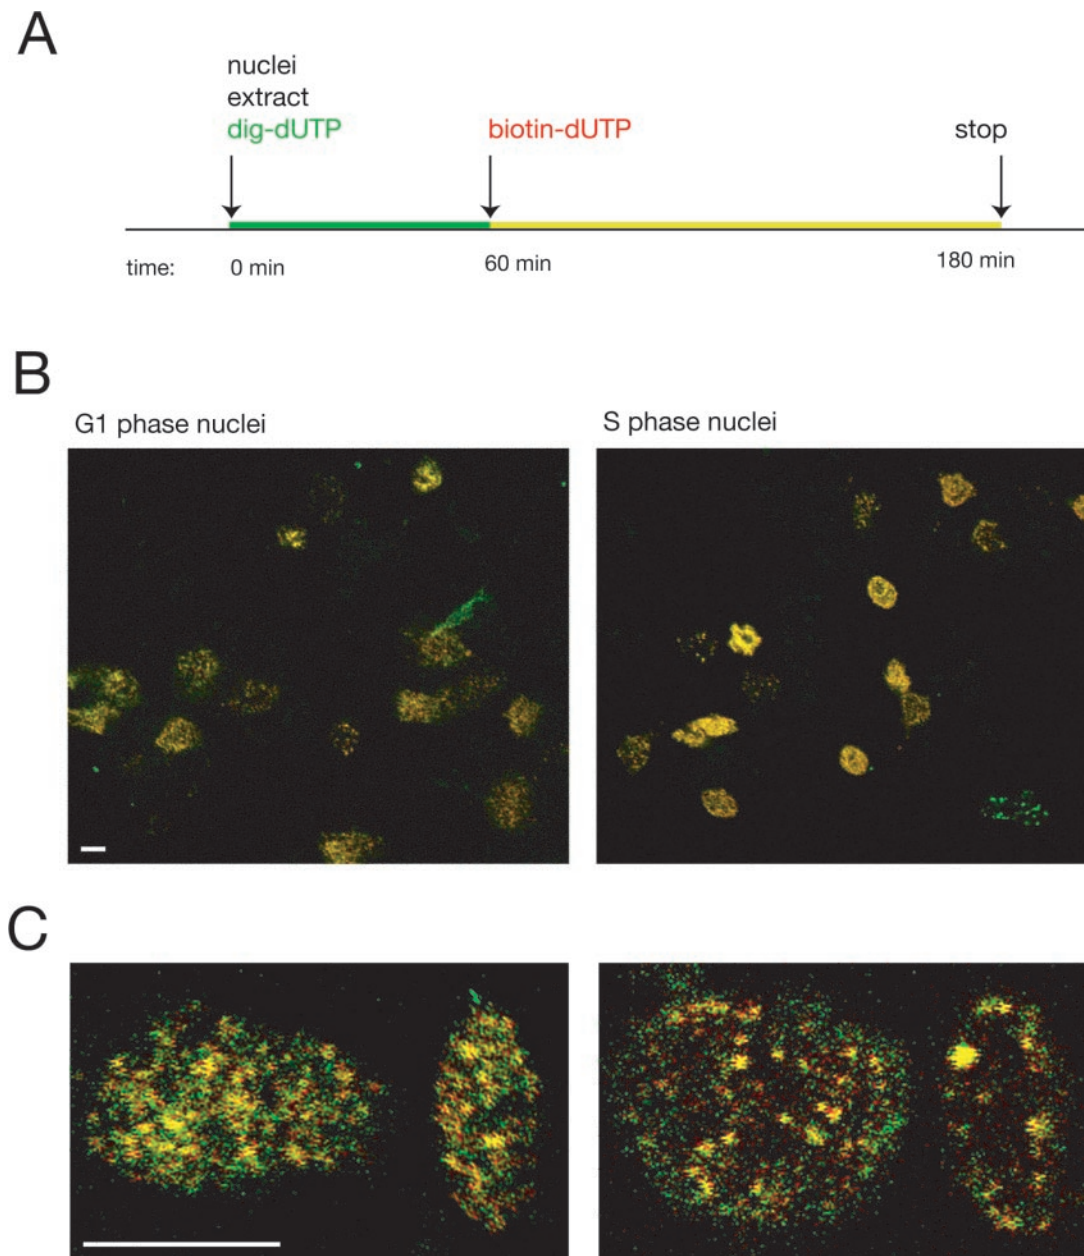 A
nuclei
extract
dig-dUTP
biotin-dUTP
stop
time:
0 min
60 min
180 min
B
G1 phase nuclei
S phase nuclei
C